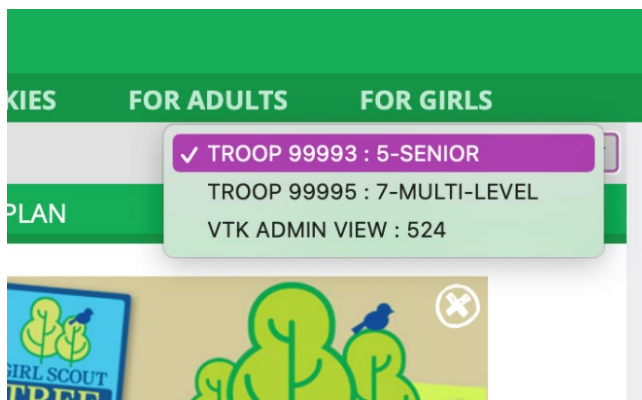 KIES FOR ADULTS FOR GIRLS
✓ TROOP 99993 : 5-SENIOR
TROOP 99995 : 7-MULTI-LEVEL
PLAN
VTK ADMIN VIEW : 524
GIRL SCOUT
TREE